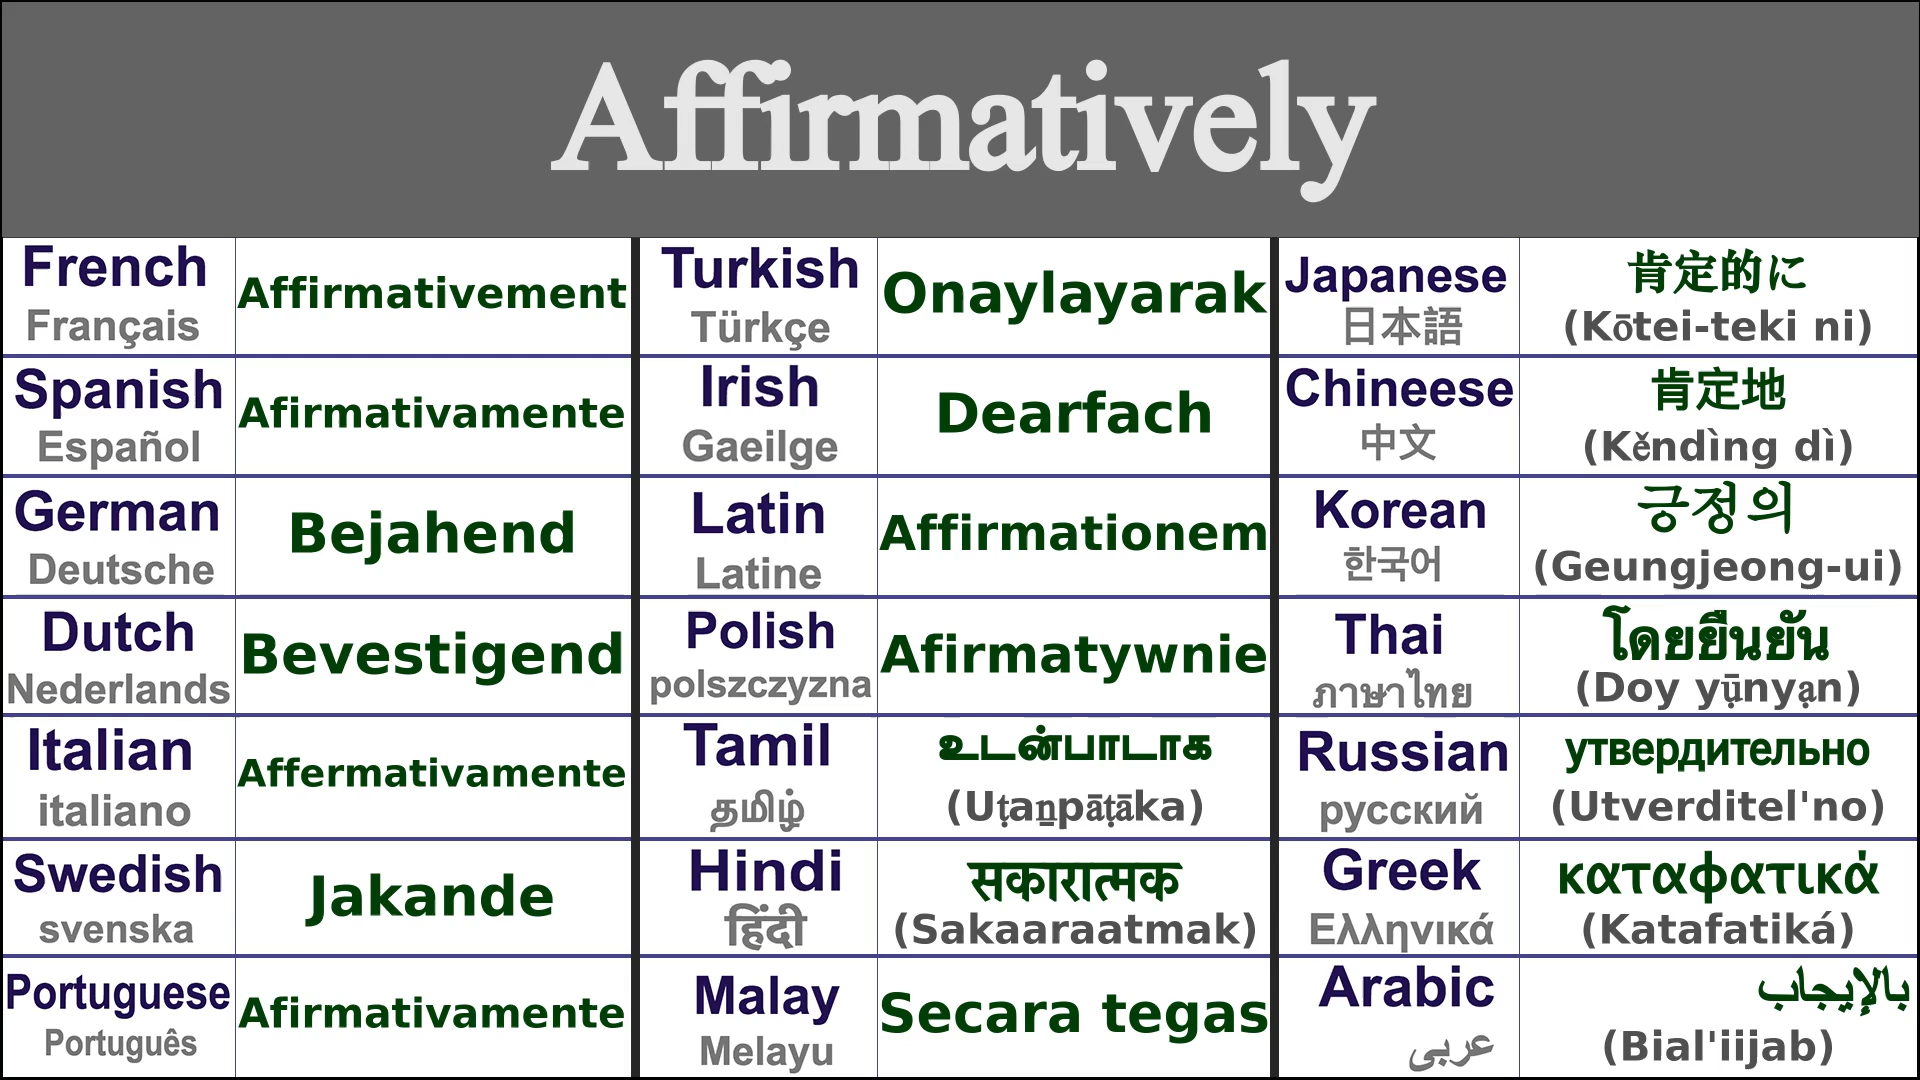 Affirmatively
French
Français
Affirmativement
Spanish
Español
Afirmativamente
German
Deutsche
Bejahend
Dutch
Nederlands
Bevestigend
Italian
italiano
Affermativamente
Swedish
svenska
Jakande
Portuguese
Português
Afirmativamente
Turkish
Türkçe
Onaylayarak
Irish
Gaeilge
Dearfach
Latin
Latine
Affirmationem
Polish
polszczyzna
Afirmatywnie
Tamil
தமிழ்
உடன்பாடாக
(Uṭaṉpāṭāka)
Hindi
हिंदी
सकारात्मक
(Sakaaraatmak)
Malay
Melayu
Secara tegas
Japanese
日本語
肯定的に
(Kōtei-teki ni)
Chineese
中文
肯定地
(Kěndìng dì)
Korean
한국어
긍정의
(Geungjeong-ui)
Thai
ภาษาไทย
โดยยืนยัน
(Doy yụ̄nyạn)
Russian
русский
утвердительно
(Utverditel'no)
Greek
Ελληνικά
καταφατικά
(Katafatiká)
Arabic
عربى
بالإيجاب
(Bial'iijab)